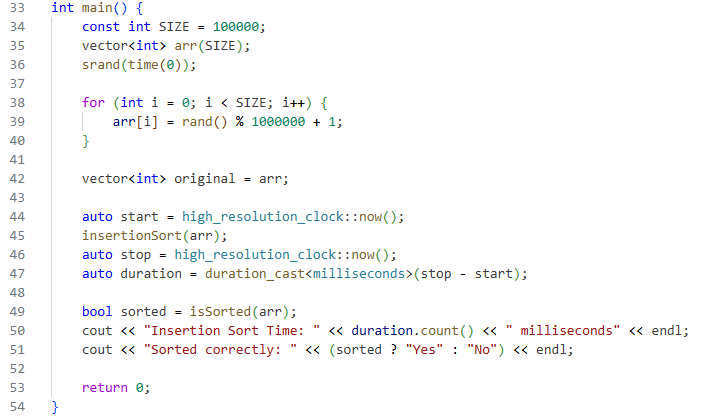 33 int main() {
34     const int SIZE = 100000;
35     vector<int> arr(SIZE);
36     srand(time(0));
37
38     for (int i = 0; i < SIZE; i++) {
39         arr[i] = rand() % 1000000 + 1;
40     }
41
42     vector<int> original = arr;
43
44     auto start = high_resolution_clock::now();
45     insertionSort(arr);
46     auto stop = high_resolution_clock::now();
47     auto duration = duration_cast<milliseconds>(stop - start);
48
49     bool sorted = isSorted(arr);
50     cout << "Insertion Sort Time: " << duration.count() << " milliseconds" << endl;
51     cout << "Sorted correctly: " << (sorted ? "Yes" : "No") << endl;
52
53     return 0;
54 }